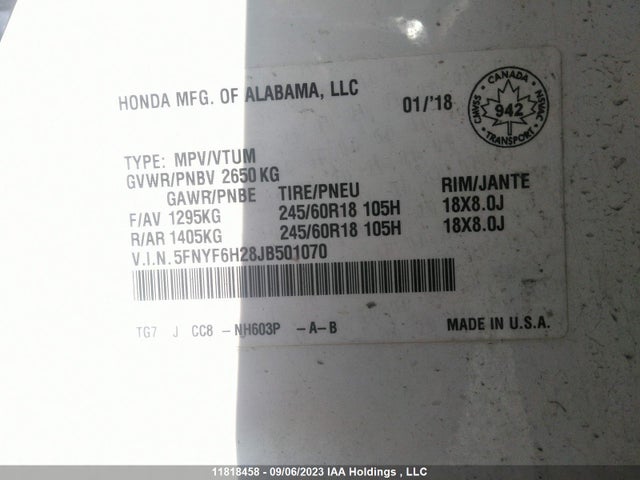 HONDA MFG. OF ALABAMA, LLC
01/'18
CANADA
CMVSS
942
NSVAC
TRANSPORT
TYPE: MPV/VTUM
GVWR/PNBV 2650 KG
GAWR/PNBE TIRE/PNEU RIM/JANTE
F/AV 1295KG 245/60R18 105H 18X8.0J
R/AR 1405KG 245/60R18 105H 18X8.0J
V.I.N. 5FNYF6H28JB501070
TG7 J CC8 - NH603P - A - B MADE IN U.S.A.
11818458 - 09/06/2023 IAA Holdings , LLC